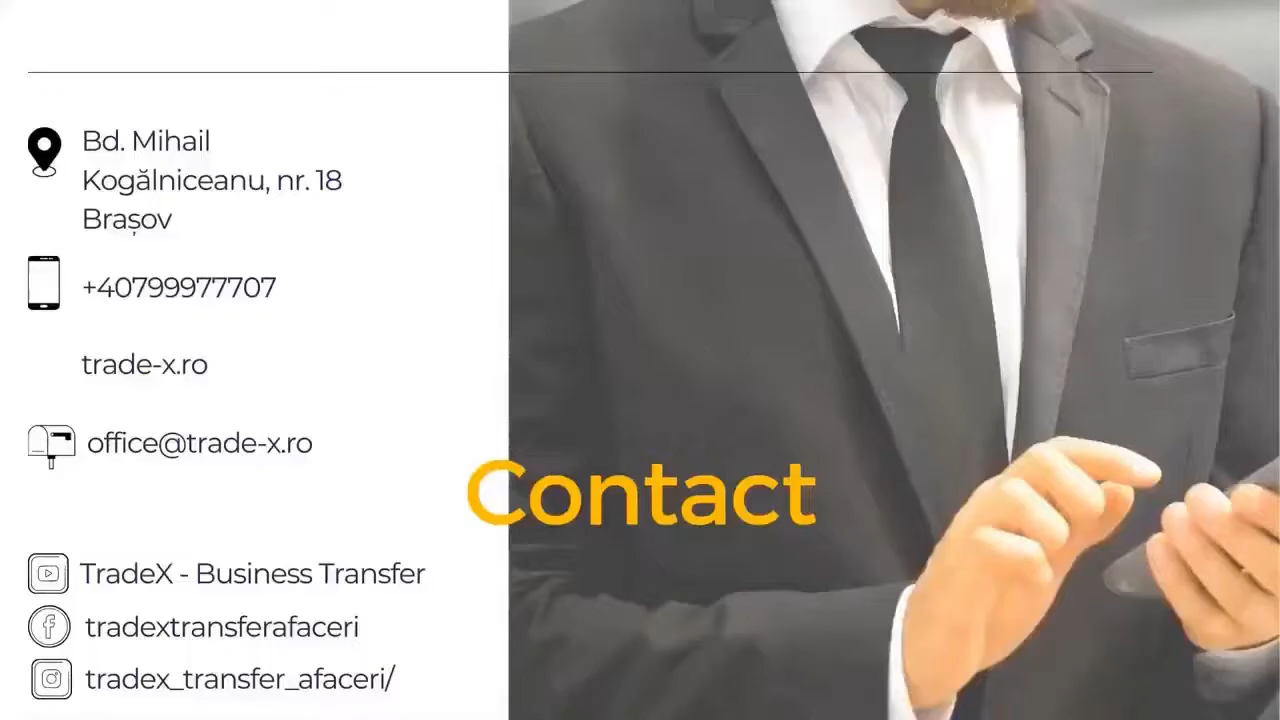 Bd. Mihail
Kogălniceanu, nr. 18
Brașov
+40799977707
trade-x.ro
office@trade-x.ro
Contact
TradeX - Business Transfer
tradextransferafaceri
tradex_transfer_afaceri/